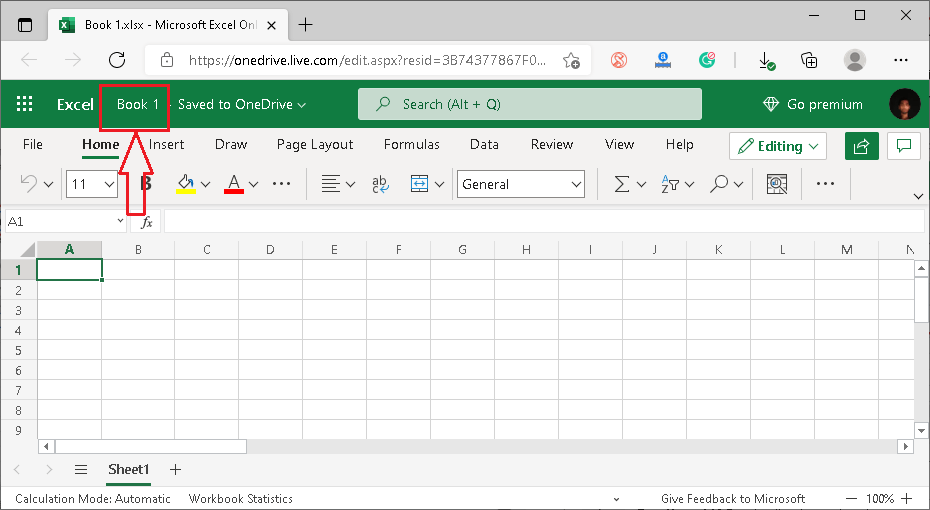 Book 1.xlsx - Microsoft Excel Onl
https://onedrive.live.com/edit.aspx?resid=3B74377867F0...
Excel Book 1 - Saved to OneDrive Search (Alt + Q) Go premium
File Home Insert Draw Page Layout Formulas Data Review View Help Editing
11 B A ab c General Σ A Z
A1 fx
A B C D E F G H I J K L M N
1
2
3
4
5
6
7
8
9
Sheet1
Calculation Mode: Automatic Workbook Statistics Give Feedback to Microsoft 100%